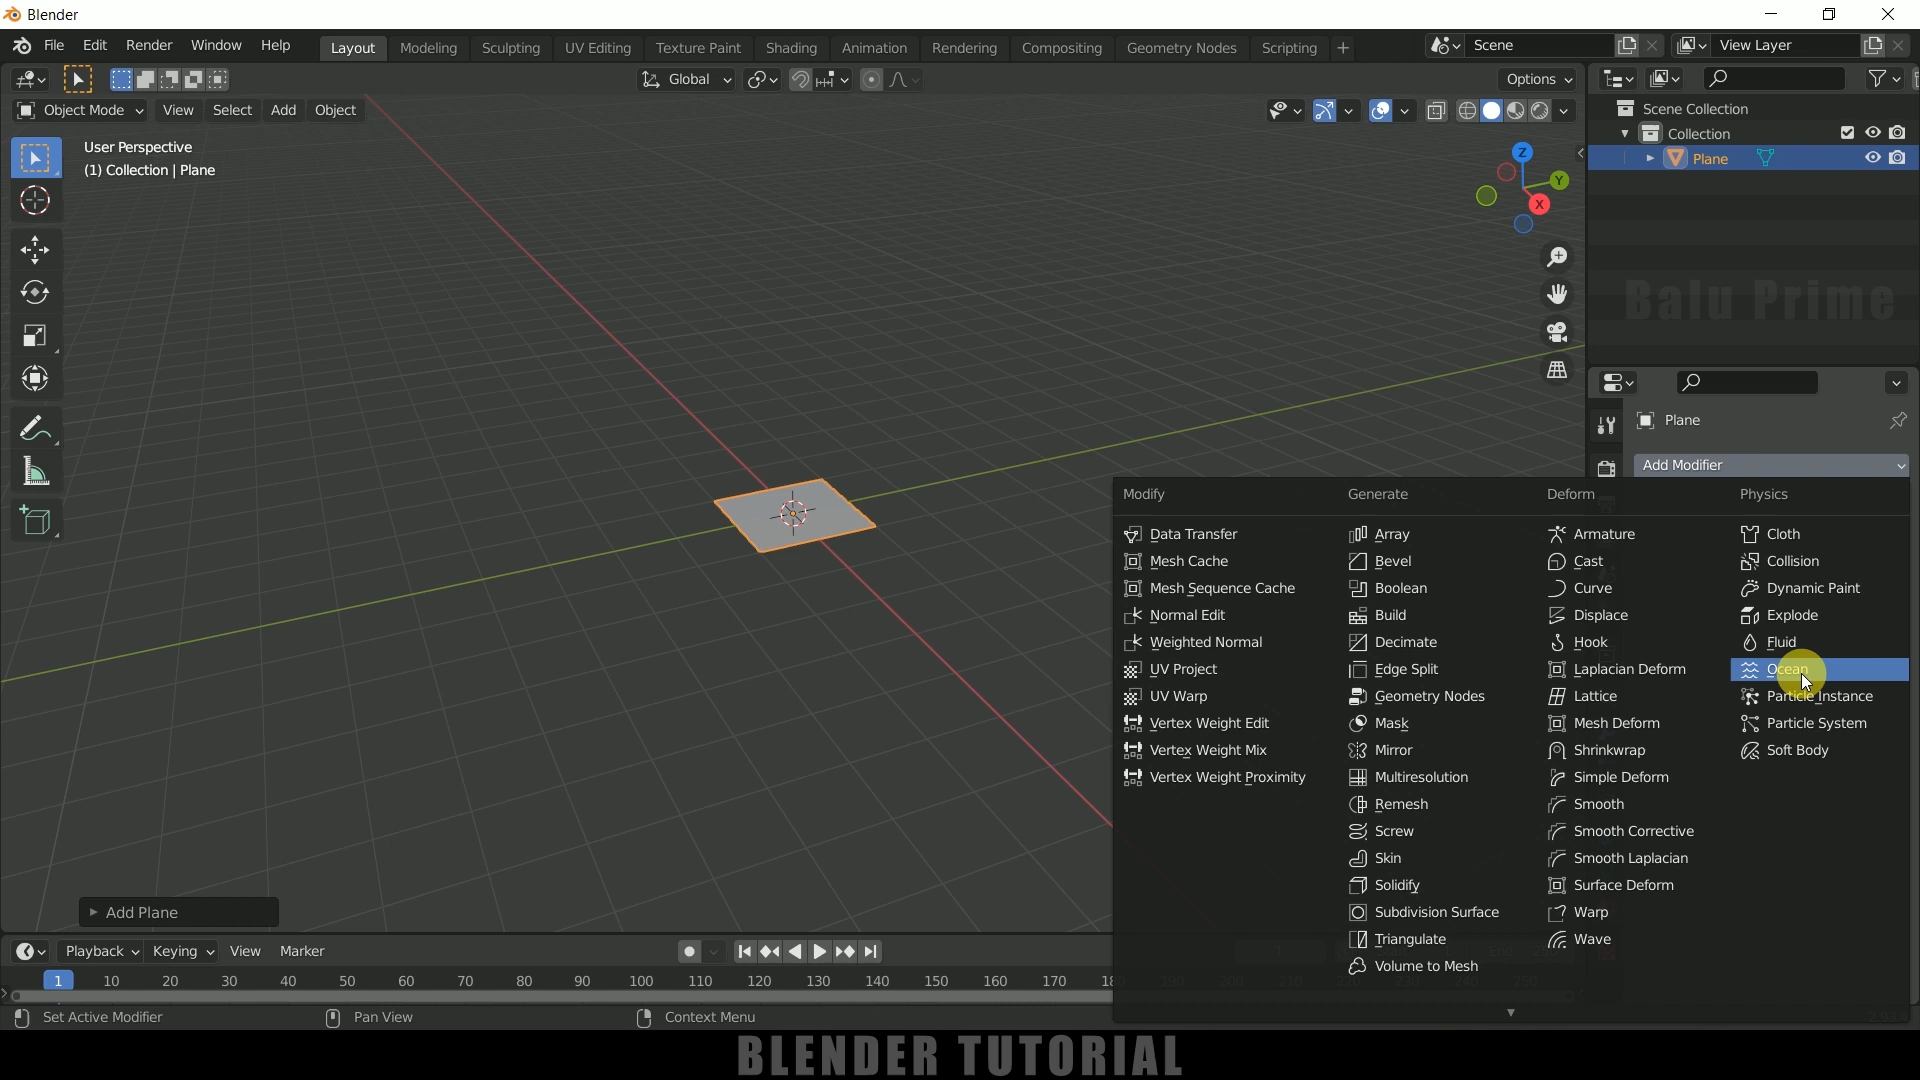 Blender
File Edit Render Window Help Layout Modeling Sculpting UV Editing Texture Paint Shading Animation Rendering Compositing Geometry Nodes Scripting + Scene View Layer
Global Options
Object Mode View Select Add Object
User Perspective
(1) Collection | Plane
Z
Y
X
Scene Collection
Collection
Plane
Balu Prime
Plane
Add Modifier
Modify Generate Deform Physics
Data Transfer Array Armature Cloth
Mesh Cache Bevel Cast Collision
Mesh Sequence Cache Boolean Curve Dynamic Paint
Normal Edit Build Displace Explode
Weighted Normal Decimate Hook Fluid
UV Project Edge Split Laplacian Deform Ocean
UV Warp Geometry Nodes Lattice Particle Instance
Vertex Weight Edit Mask Mesh Deform Particle System
Vertex Weight Mix Mirror Shrinkwrap Soft Body
Vertex Weight Proximity Multiresolution Simple Deform
Remesh Smooth
Screw Smooth Corrective
Skin Smooth Laplacian
Solidify Surface Deform
Subdivision Surface Warp
Triangulate Wave
Volume to Mesh
Add Plane
Playback Keying View Marker
1 10 20 30 40 50 60 70 80 90 100 110 120 130 140 150 160 170
Set Active Modifier Pan View Context Menu
BLENDER TUTORIAL